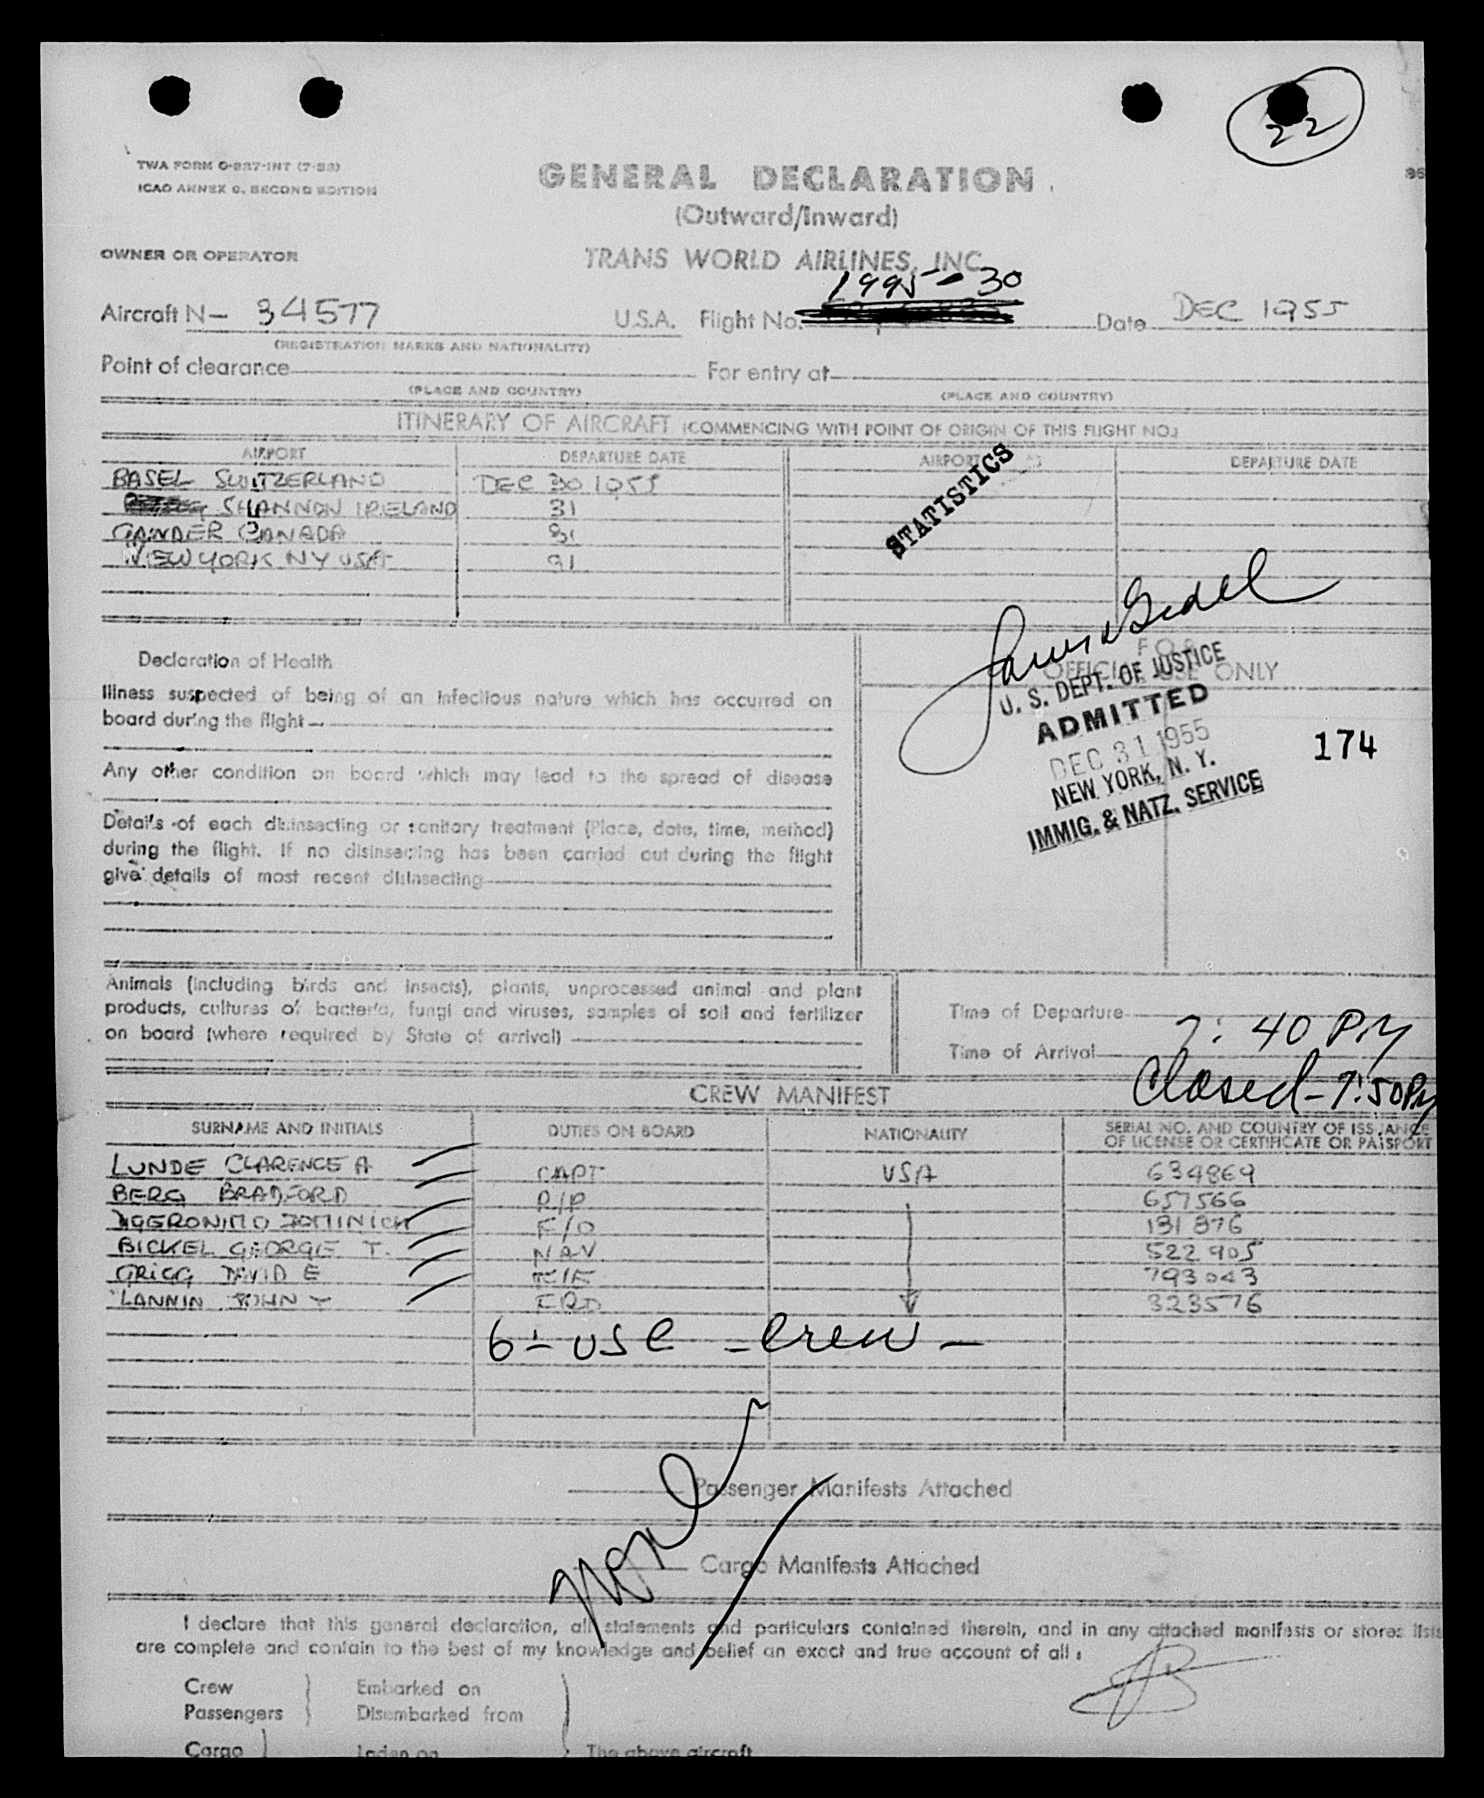 22
TWA FORM O-827-INT (7-53)
ICAO ANNEX 9, SECOND EDITION
GENERAL DECLARATION
(Outward/Inward)
OWNER OR OPERATOR TRANS WORLD AIRLINES, INC.
1995-30
Aircraft N- 34577 U.S.A. Flight No. Date DEC 1955
(REGISTRATION MARKS AND NATIONALITY)
Point of clearance For entry at
(PLACE AND COUNTRY) (PLACE AND COUNTRY)
ITINERARY OF AIRCRAFT (COMMENCING WITH POINT OF ORIGIN OF THIS FLIGHT NO.)
AIRPORT DEPARTURE DATE AIRPORT DEPARTURE DATE
BASEL SWITZERLAND DEC 30 1955
SHANNON IRELAND 31
GANDER CANADA 31
NEW YORK NY USA 31
STATISTICS
Declaration of Health
FOR
OFFICIAL USE ONLY
Illness suspected of being of an infectious nature which has occurred on
board during the flight
U. S. DEPT. OF JUSTICE
ADMITTED
DEC 31 1955
NEW YORK, N. Y.
IMMIG. & NATZ. SERVICE
174
Any other condition on board which may lead to the spread of disease
Details of each disinsecting or sanitary treatment (Place, date, time, method)
during the flight. If no disinsecting has been carried out during the flight
give details of most recent disinsecting
Animals (including birds and insects), plants, unprocessed animal and plant
products, cultures of bacteria, fungi and viruses, samples of soil and fertilizer
on board (where required by State of arrival)
Time of Departure
7:40 PM
Time of Arrival
Closed-7:50PM
CREW MANIFEST
SURNAME AND INITIALS DUTIES ON BOARD NATIONALITY SERIAL NO. AND COUNTRY OF ISSUANCE
OF LICENSE OR CERTIFICATE OR PASSPORT
LUNDE CLARENCE A CAPT USA 634869
BERG BRADFORD P/P 657566
DOMINICK F/O 131876
BICKEL GEORGE T. NAV. 522905
GRIGG DAVID E F/E 793043
LANNIN JOHN 323576
6 - USC - Crew -
Passenger Manifests Attached
None
Cargo Manifests Attached
I declare that this general declaration, all statements and particulars contained therein, and in any attached manifests or stores lists
are complete and contain to the best of my knowledge and belief an exact and true account of all:
Crew Embarked on
Passengers Disembarked from
Cargo Laden on The above aircraft